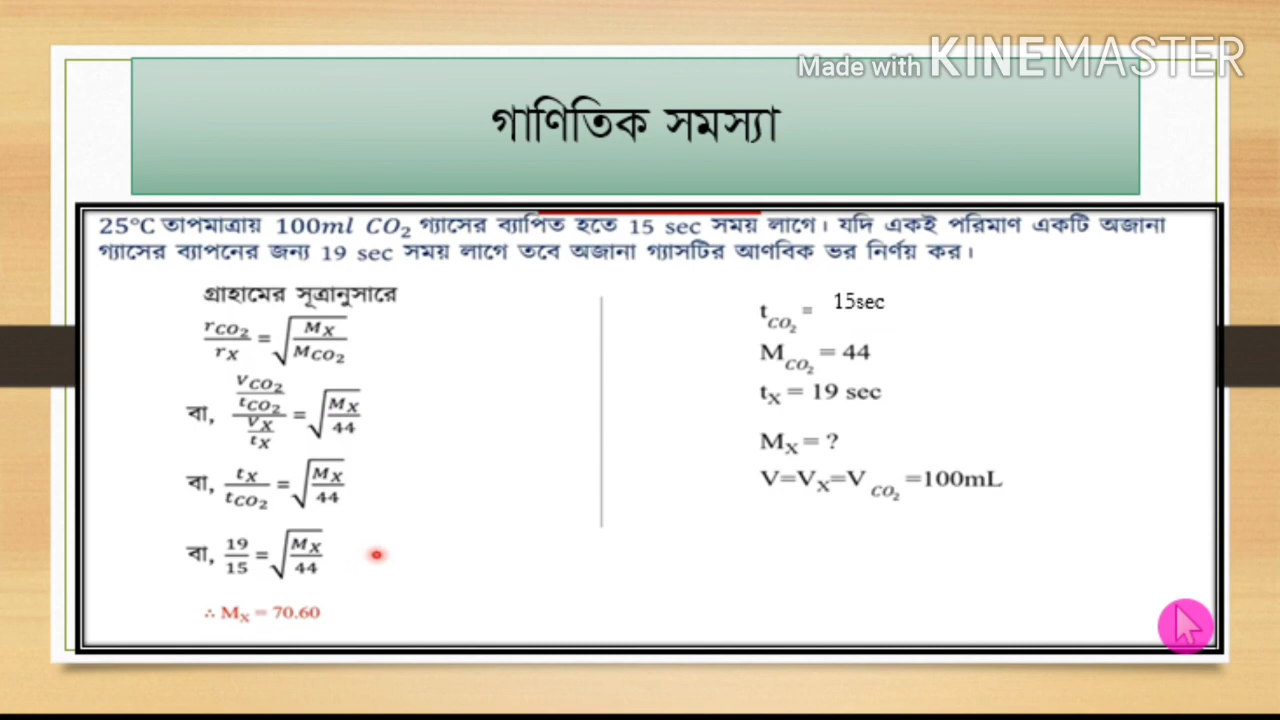 Made with KINEMASTER
গাণিতিক সমস্যা
25°C তাপমাত্রায় 100ml CO₂ গ্যাসের ব্যাপিত হতে 15 sec সময় লাগে। যদি একই পরিমাণ একটি অজানা
গ্যাসের ব্যাপনের জন্য 19 sec সময় লাগে তবে অজানা গ্যাসটির আণবিক ভর নির্ণয় কর।
গ্রাহামের সূত্রানুসারে
r_CO₂/r_X = √(M_X/M_CO₂)
বা, (V_CO₂/t_CO₂)/(V_X/t_X) = √(M_X/44)
বা, t_X/t_CO₂ = √(M_X/44)
বা, 19/15 = √(M_X/44)
∴ M_X = 70.60
t_CO₂ = 15sec
M_CO₂ = 44
t_X = 19 sec
M_X = ?
V=V_X=V_CO₂ =100mL